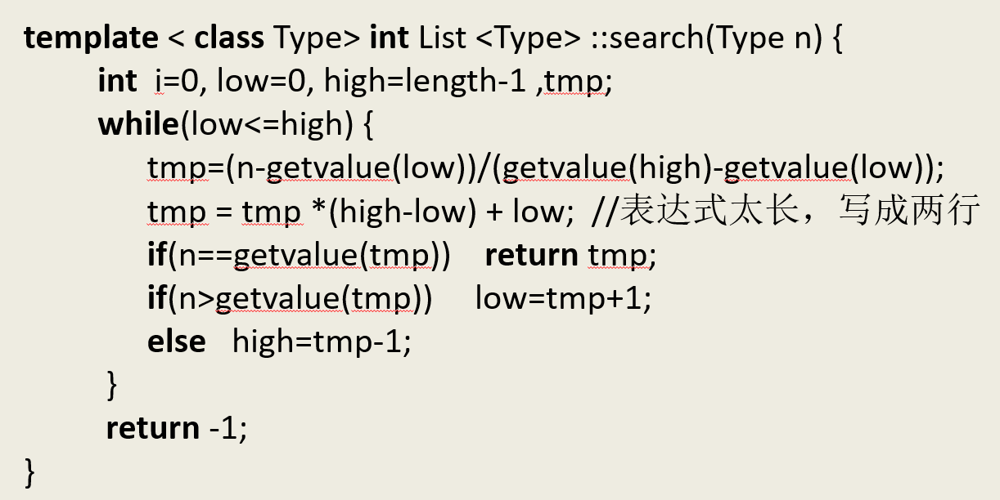 template < class Type> int List <Type> ::search(Type n) {
int i=0, low=0, high=length-1 ,tmp;
while(low<=high) {
tmp=(n-getvalue(low))/(getvalue(high)-getvalue(low));
tmp = tmp *(high-low) + low; //表达式太长，写成两行
if(n==getvalue(tmp)) return tmp;
if(n>getvalue(tmp)) low=tmp+1;
else high=tmp-1;
}
return -1;
}